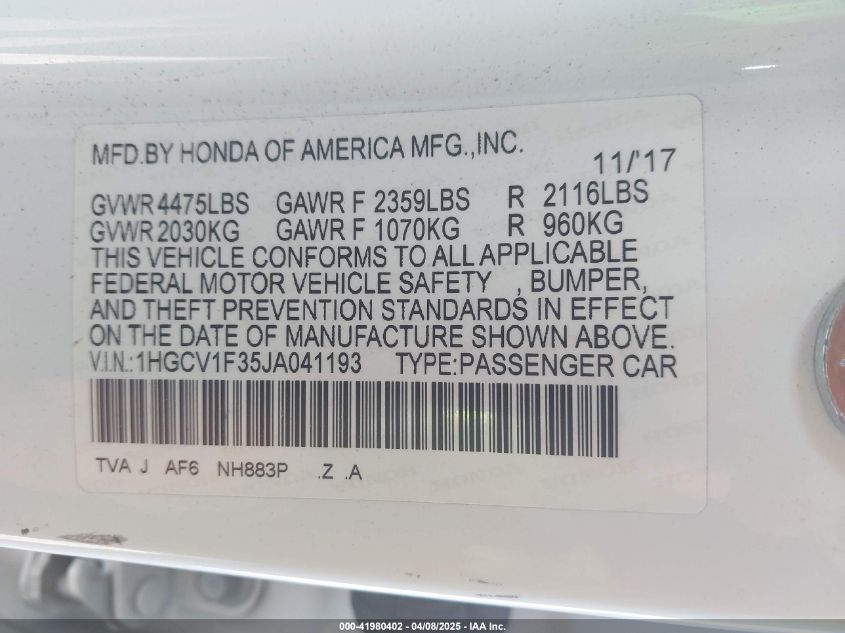 MFD.BY HONDA OF AMERICA MFG.,INC.
11/'17
GVWR 4475LBS GAWR F 2359LBS R 2116LBS
GVWR 2030KG GAWR F 1070KG R 960KG
THIS VEHICLE CONFORMS TO ALL APPLICABLE
FEDERAL MOTOR VEHICLE SAFETY , BUMPER,
AND THEFT PREVENTION STANDARDS IN EFFECT
ON THE DATE OF MANUFACTURE SHOWN ABOVE.
V.I.N.:1HGCV1F35JA041193 TYPE:PASSENGER CAR
TVA J AF6 NH883P .Z .A
000-41980402 - 04/08/2025 - IAA Inc.